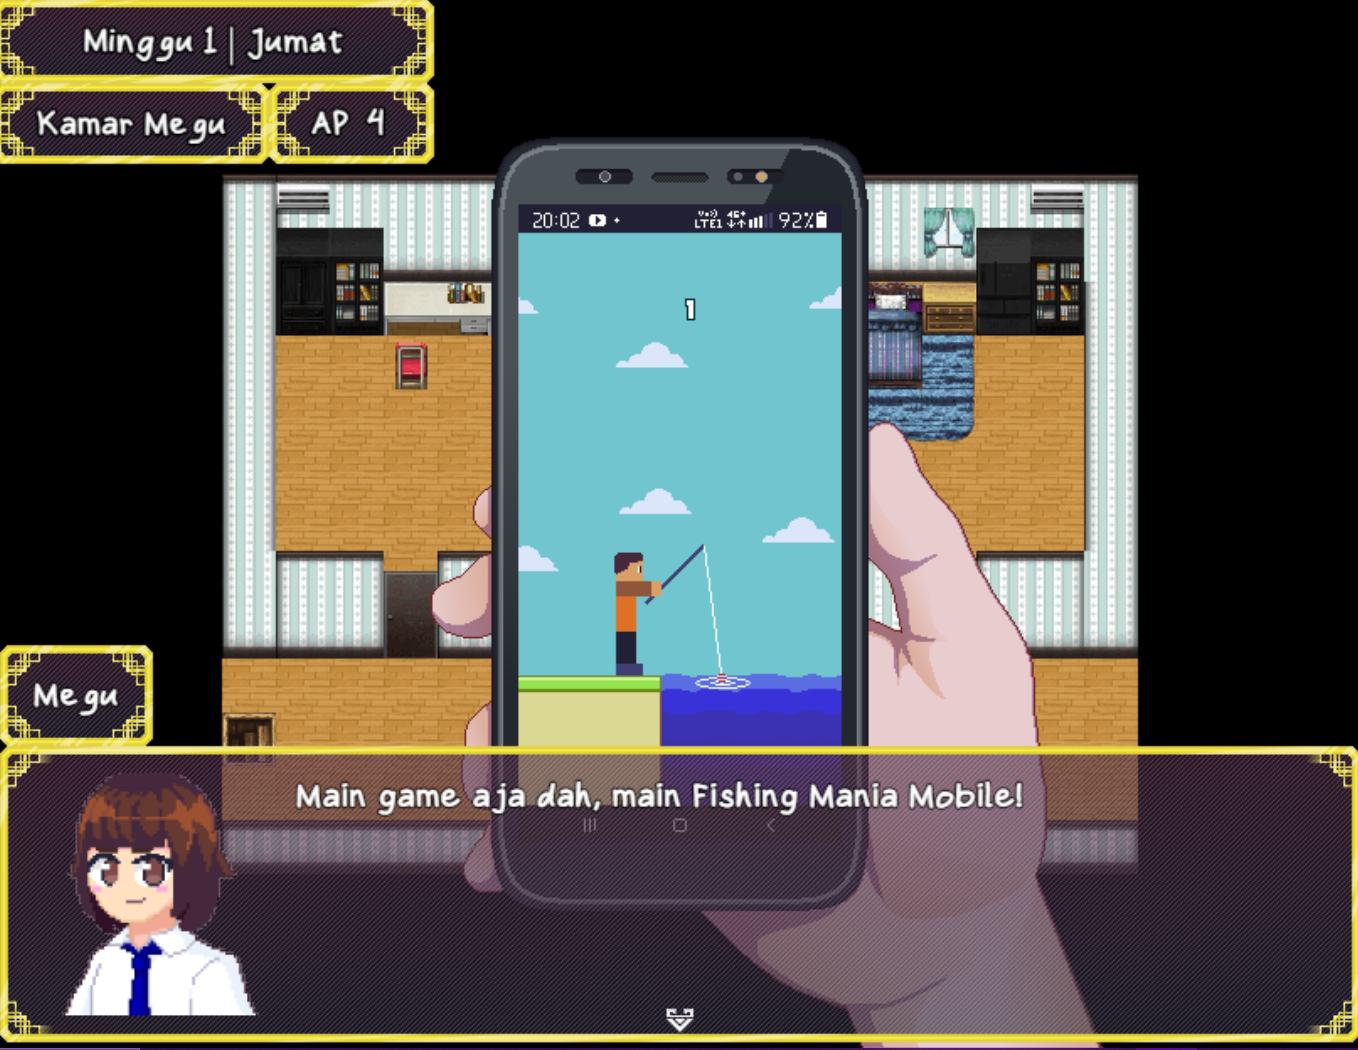 Minggu 1 | Jumat
Kamar Megu
AP 4
20:02
LTE1 4G+ 92%
1
Megu
Main game aja dah, main Fishing Mania Mobile!